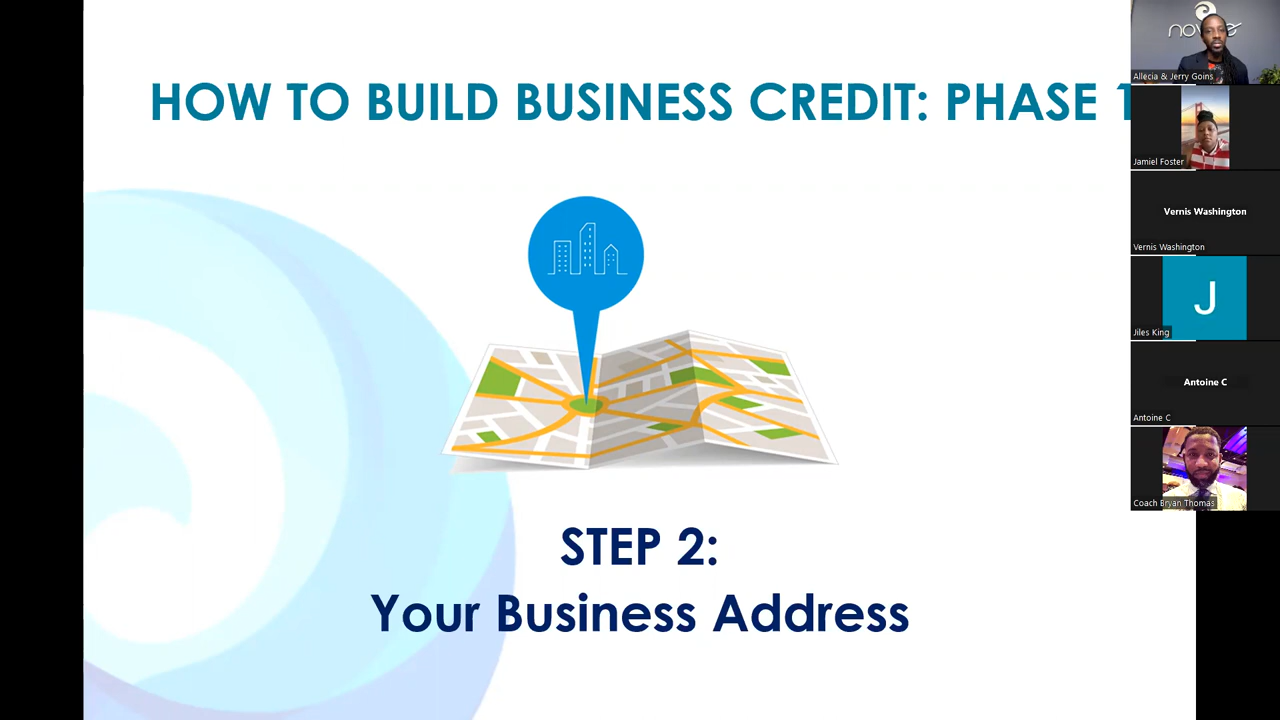 HOW TO BUILD BUSINESS CREDIT: PHASE 1
STEP 2:
Your Business Address
Allecia & Jerry Goins
Jamiel Foster
Vernis Washington
Vernis Washington
J
Jiles King
Antoine C
Antoine C
Coach Bryan Thomas